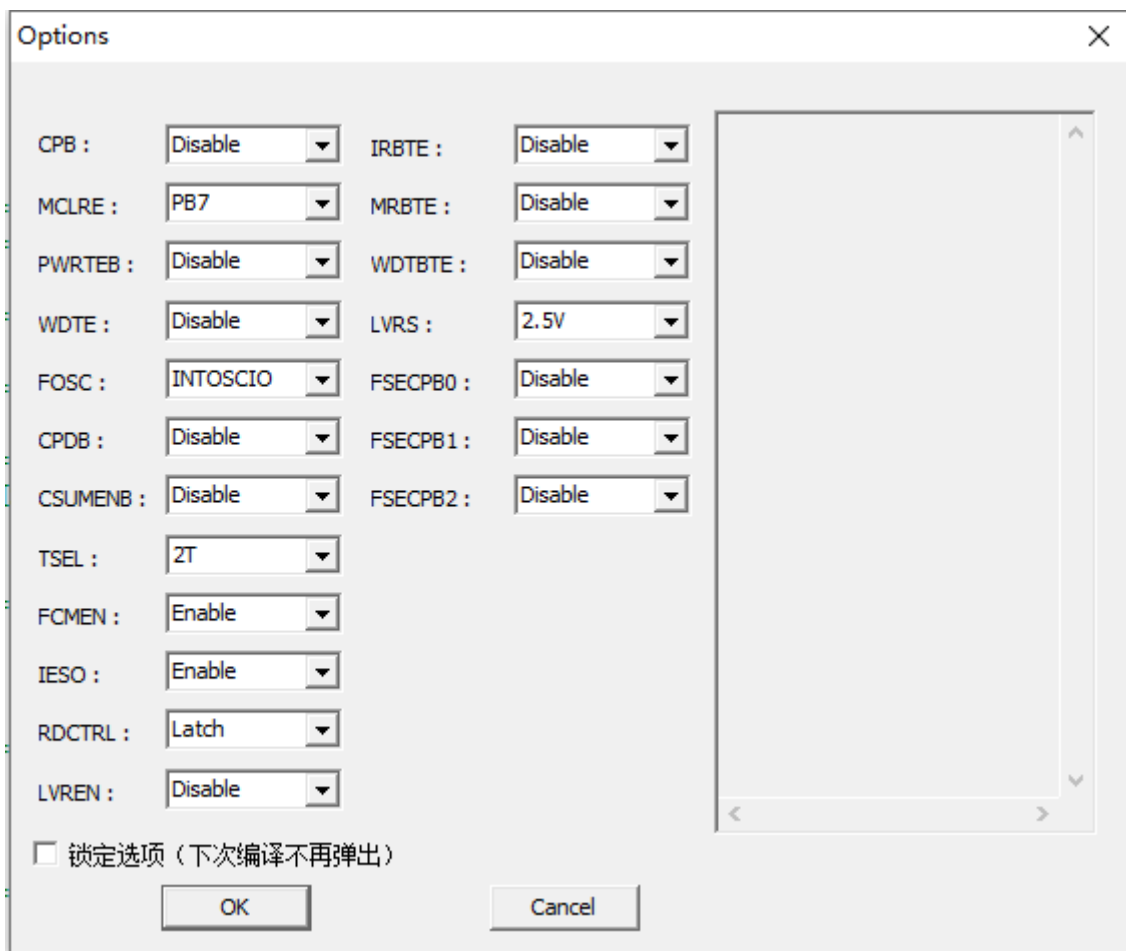 Options
CPB : Disable IRBTE : Disable
MCLRE : PB7 MRBTE : Disable
PWRTEB : Disable WDTBTE : Disable
WDTE : Disable LVRS : 2.5V
FOSC : INTOSCIO FSECPB0 : Disable
CPDB : Disable FSECPB1 : Disable
CSUMENB : Disable FSECPB2 : Disable
TSEL : 2T
FCMEN : Enable
IESO : Enable
RDCTRL : Latch
LVREN : Disable
锁定选项（下次编译不再弹出）
OK Cancel